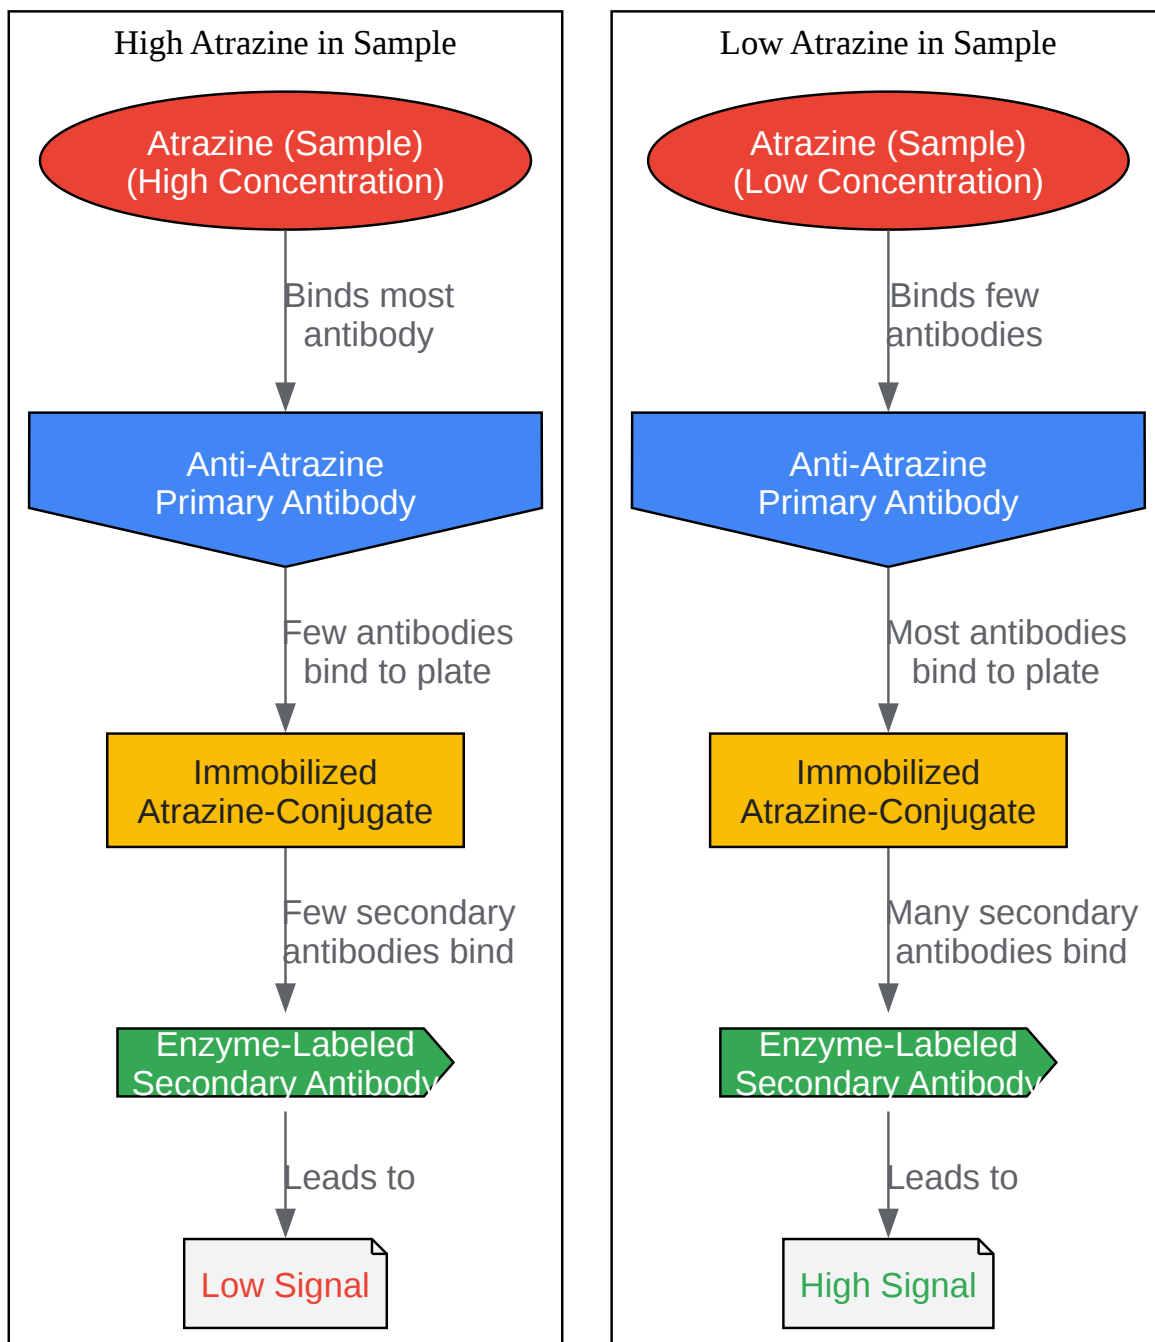 High Atrazine in Sample
Atrazine (Sample)
(High Concentration)
Binds most
antibody
Anti-Atrazine
Primary Antibody
Few antibodies
bind to plate
Immobilized
Atrazine-Conjugate
Few secondary
antibodies bind
Enzyme-Labeled
Secondary Antibody
Leads to
Low Signal
Low Atrazine in Sample
Atrazine (Sample)
(Low Concentration)
Binds few
antibodies
Anti-Atrazine
Primary Antibody
Most antibodies
bind to plate
Immobilized
Atrazine-Conjugate
Many secondary
antibodies bind
Enzyme-Labeled
Secondary Antibody
Leads to
High Signal